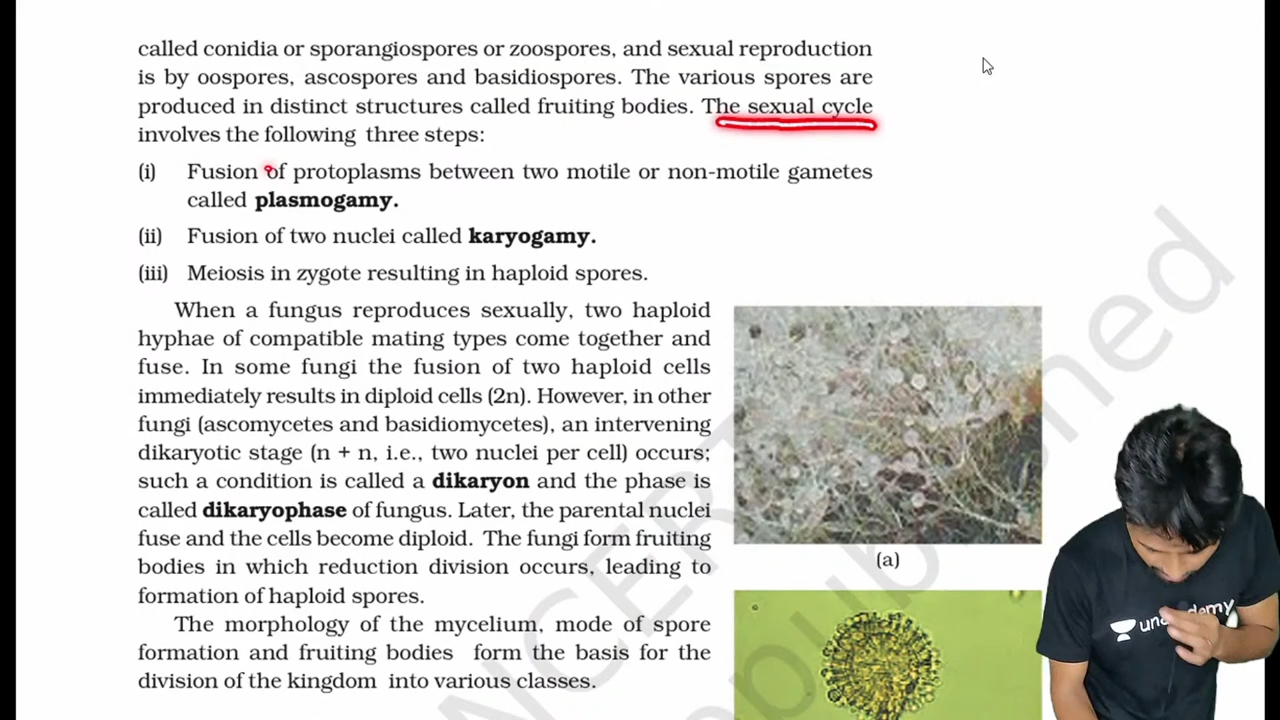 called conidia or sporangiospores or zoospores, and sexual reproduction
is by oospores, ascospores and basidiospores. The various spores are
produced in distinct structures called fruiting bodies. The sexual cycle
involves the following three steps:
(i) Fusion of protoplasms between two motile or non-motile gametes
called plasmogamy.
(ii) Fusion of two nuclei called karyogamy.
(iii) Meiosis in zygote resulting in haploid spores.
When a fungus reproduces sexually, two haploid
hyphae of compatible mating types come together and
fuse. In some fungi the fusion of two haploid cells
immediately results in diploid cells (2n). However, in other
fungi (ascomycetes and basidiomycetes), an intervening
dikaryotic stage (n + n, i.e., two nuclei per cell) occurs;
such a condition is called a dikaryon and the phase is
called dikaryophase of fungus. Later, the parental nuclei
fuse and the cells become diploid. The fungi form fruiting
bodies in which reduction division occurs, leading to
formation of haploid spores.
The morphology of the mycelium, mode of spore
formation and fruiting bodies form the basis for the
division of the kingdom into various classes.
(a)
NCERT